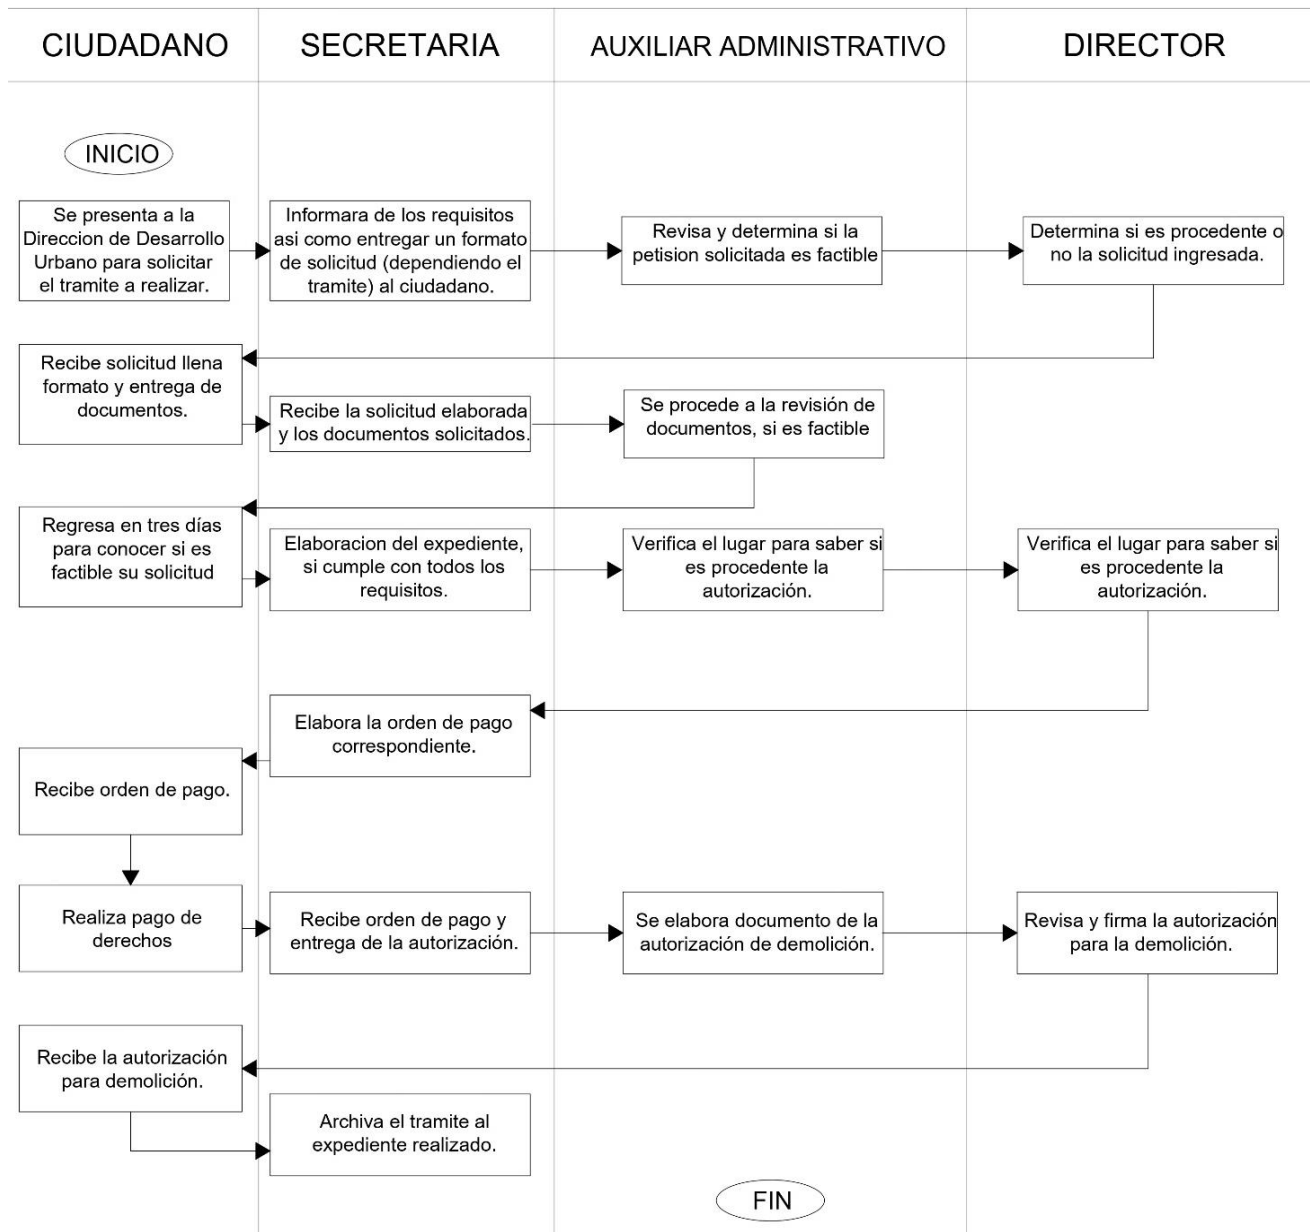 CIUDADANO
SECRETARIA
AUXILIAR ADMINISTRATIVO
DIRECTOR
INICIO
Se presenta a la
Direccion de Desarrollo
Urbano para solicitar
el tramite a realizar.
Informara de los requisitos
asi como entregar un formato
de solicitud (dependiendo el
tramite) al ciudadano.
Revisa y determina si la
petision solicitada es factible
Determina si es procedente o
no la solicitud ingresada.
Recibe solicitud llena
formato y entrega de
documentos.
Recibe la solicitud elaborada
y los documentos solicitados.
Se procede a la revisión de
documentos, si es factible
Regresa en tres días
para conocer si es
factible su solicitud
Elaboracion del expediente,
si cumple con todos los
requisitos.
Verifica el lugar para saber si
es procedente la
autorización.
Verifica el lugar para saber si
es procedente la
autorización.
Elabora la orden de pago
correspondiente.
Recibe orden de pago.
Realiza pago de
derechos
Recibe orden de pago y
entrega de la autorización.
Se elabora documento de la
autorización de demolición.
Revisa y firma la autorización
para la demolición.
Recibe la autorización
para demolición.
Archiva el tramite al
expediente realizado.
FIN